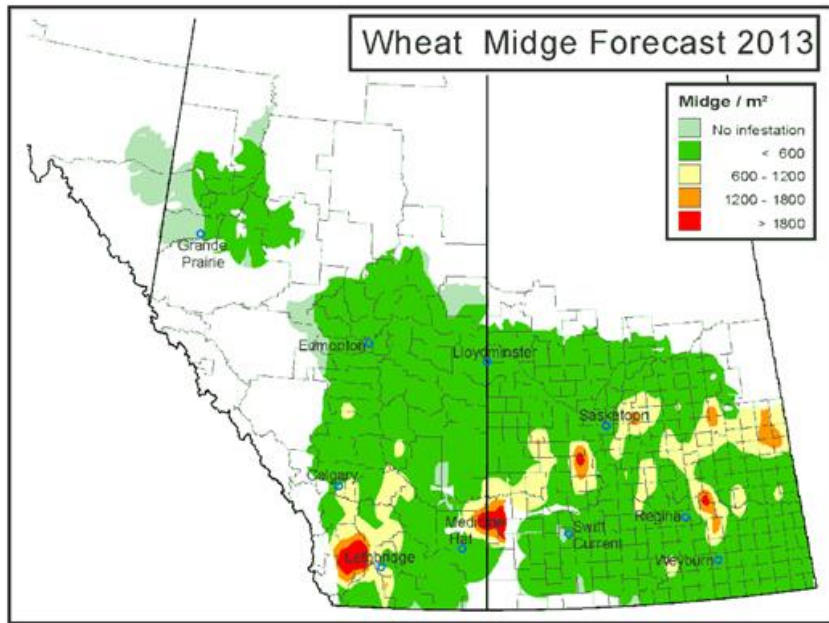 Wheat Midge Forecast 2013
Midge / m²
No infestation
< 600
600 - 1200
1200 - 1800
> 1800
Grande
Prairie
Edmonton
Lloydminster
Saskatoon
Calgary
Medicine
Hat
Swift
Current
Regina
Lethbridge
Weyburn